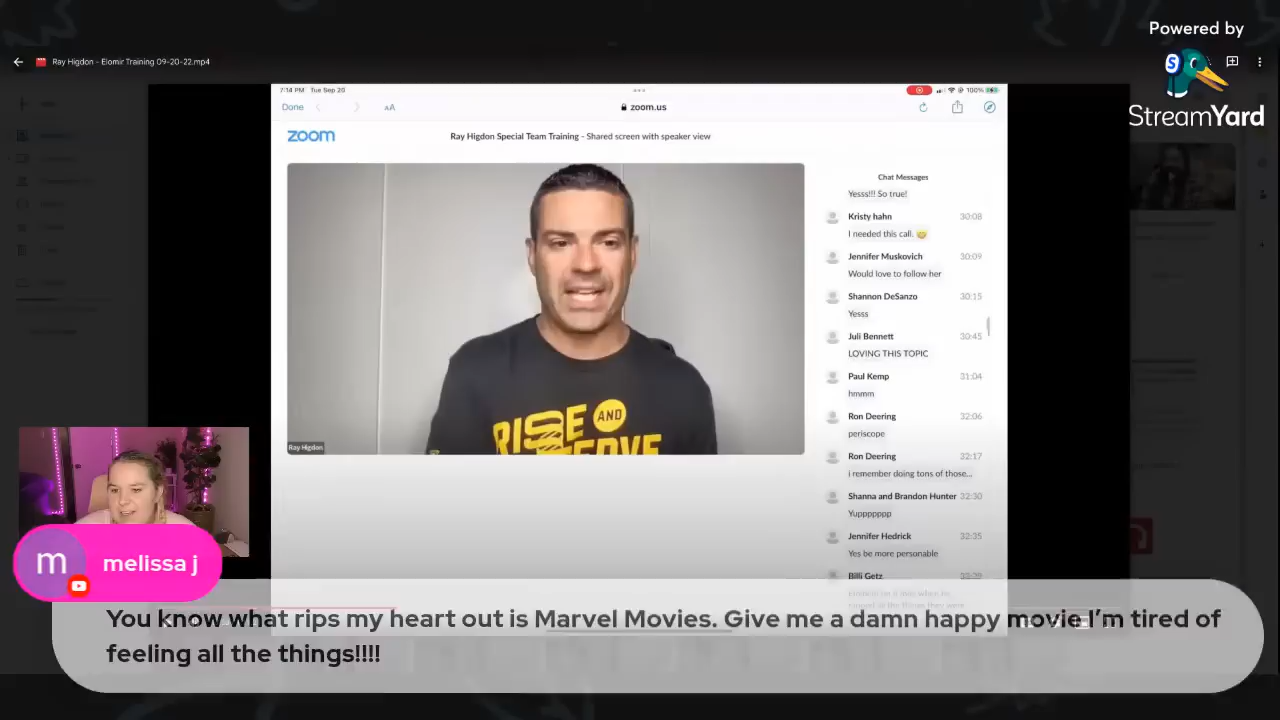 Powered by
StreamYard
Ray Higdon - Elomir Training 09-20-22.mp4
7:14 PM Tue Sep 20
100%
Done
AA
zoom.us
zoom
Ray Higdon Special Team Training - Shared screen with speaker view
Chat Messages
Yesss!!! So true!
Kristy hahn 30:08
I needed this call. 🤗
Jennifer Muskovich 30:09
Would love to follow her
Shannon DeSanzo 30:15
Yesss
Juli Bennett 30:45
LOVING THIS TOPIC
Paul Kemp 31:04
hmmm
Ron Deering 32:06
periscope
Ron Deering 32:17
i remember doing tons of those...
Shanna and Brandon Hunter 32:30
Yuppppppp
Jennifer Hedrick 32:35
Yes be more personable
Billi Getz
RISE AND
Ray Higdon
m
melissa j
You know what rips my heart out is Marvel Movies. Give me a damn happy movie I'm tired of
feeling all the things!!!!